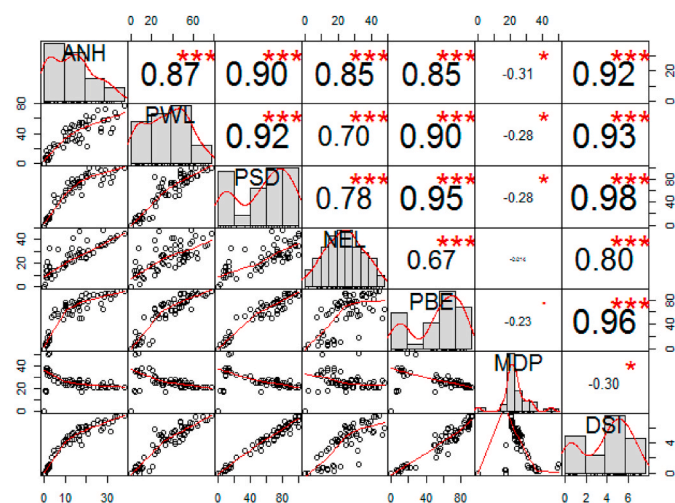 0 20 40 60 80
0 20 40
0 20 40
ANH 0.87 *** 0.90 *** 0.85 *** 0.85 *** -0.31 * 0.92 *** 0 20
80 40 0 PWL 0.92 *** 0.70 *** 0.90 *** -0.28 * 0.93 ***
PSD 0.78 *** 0.95 *** -0.28 * 0.98 *** 0 40 80
40 20 0 NEL 0.67 *** 0.80 ***
80 40 0 PBE -0.23 . 0.96 ***
MDP -0.30 * 0 20 40
DSI 0 4
0 10 30
0 40 80
0 40 80
0 2 4 6